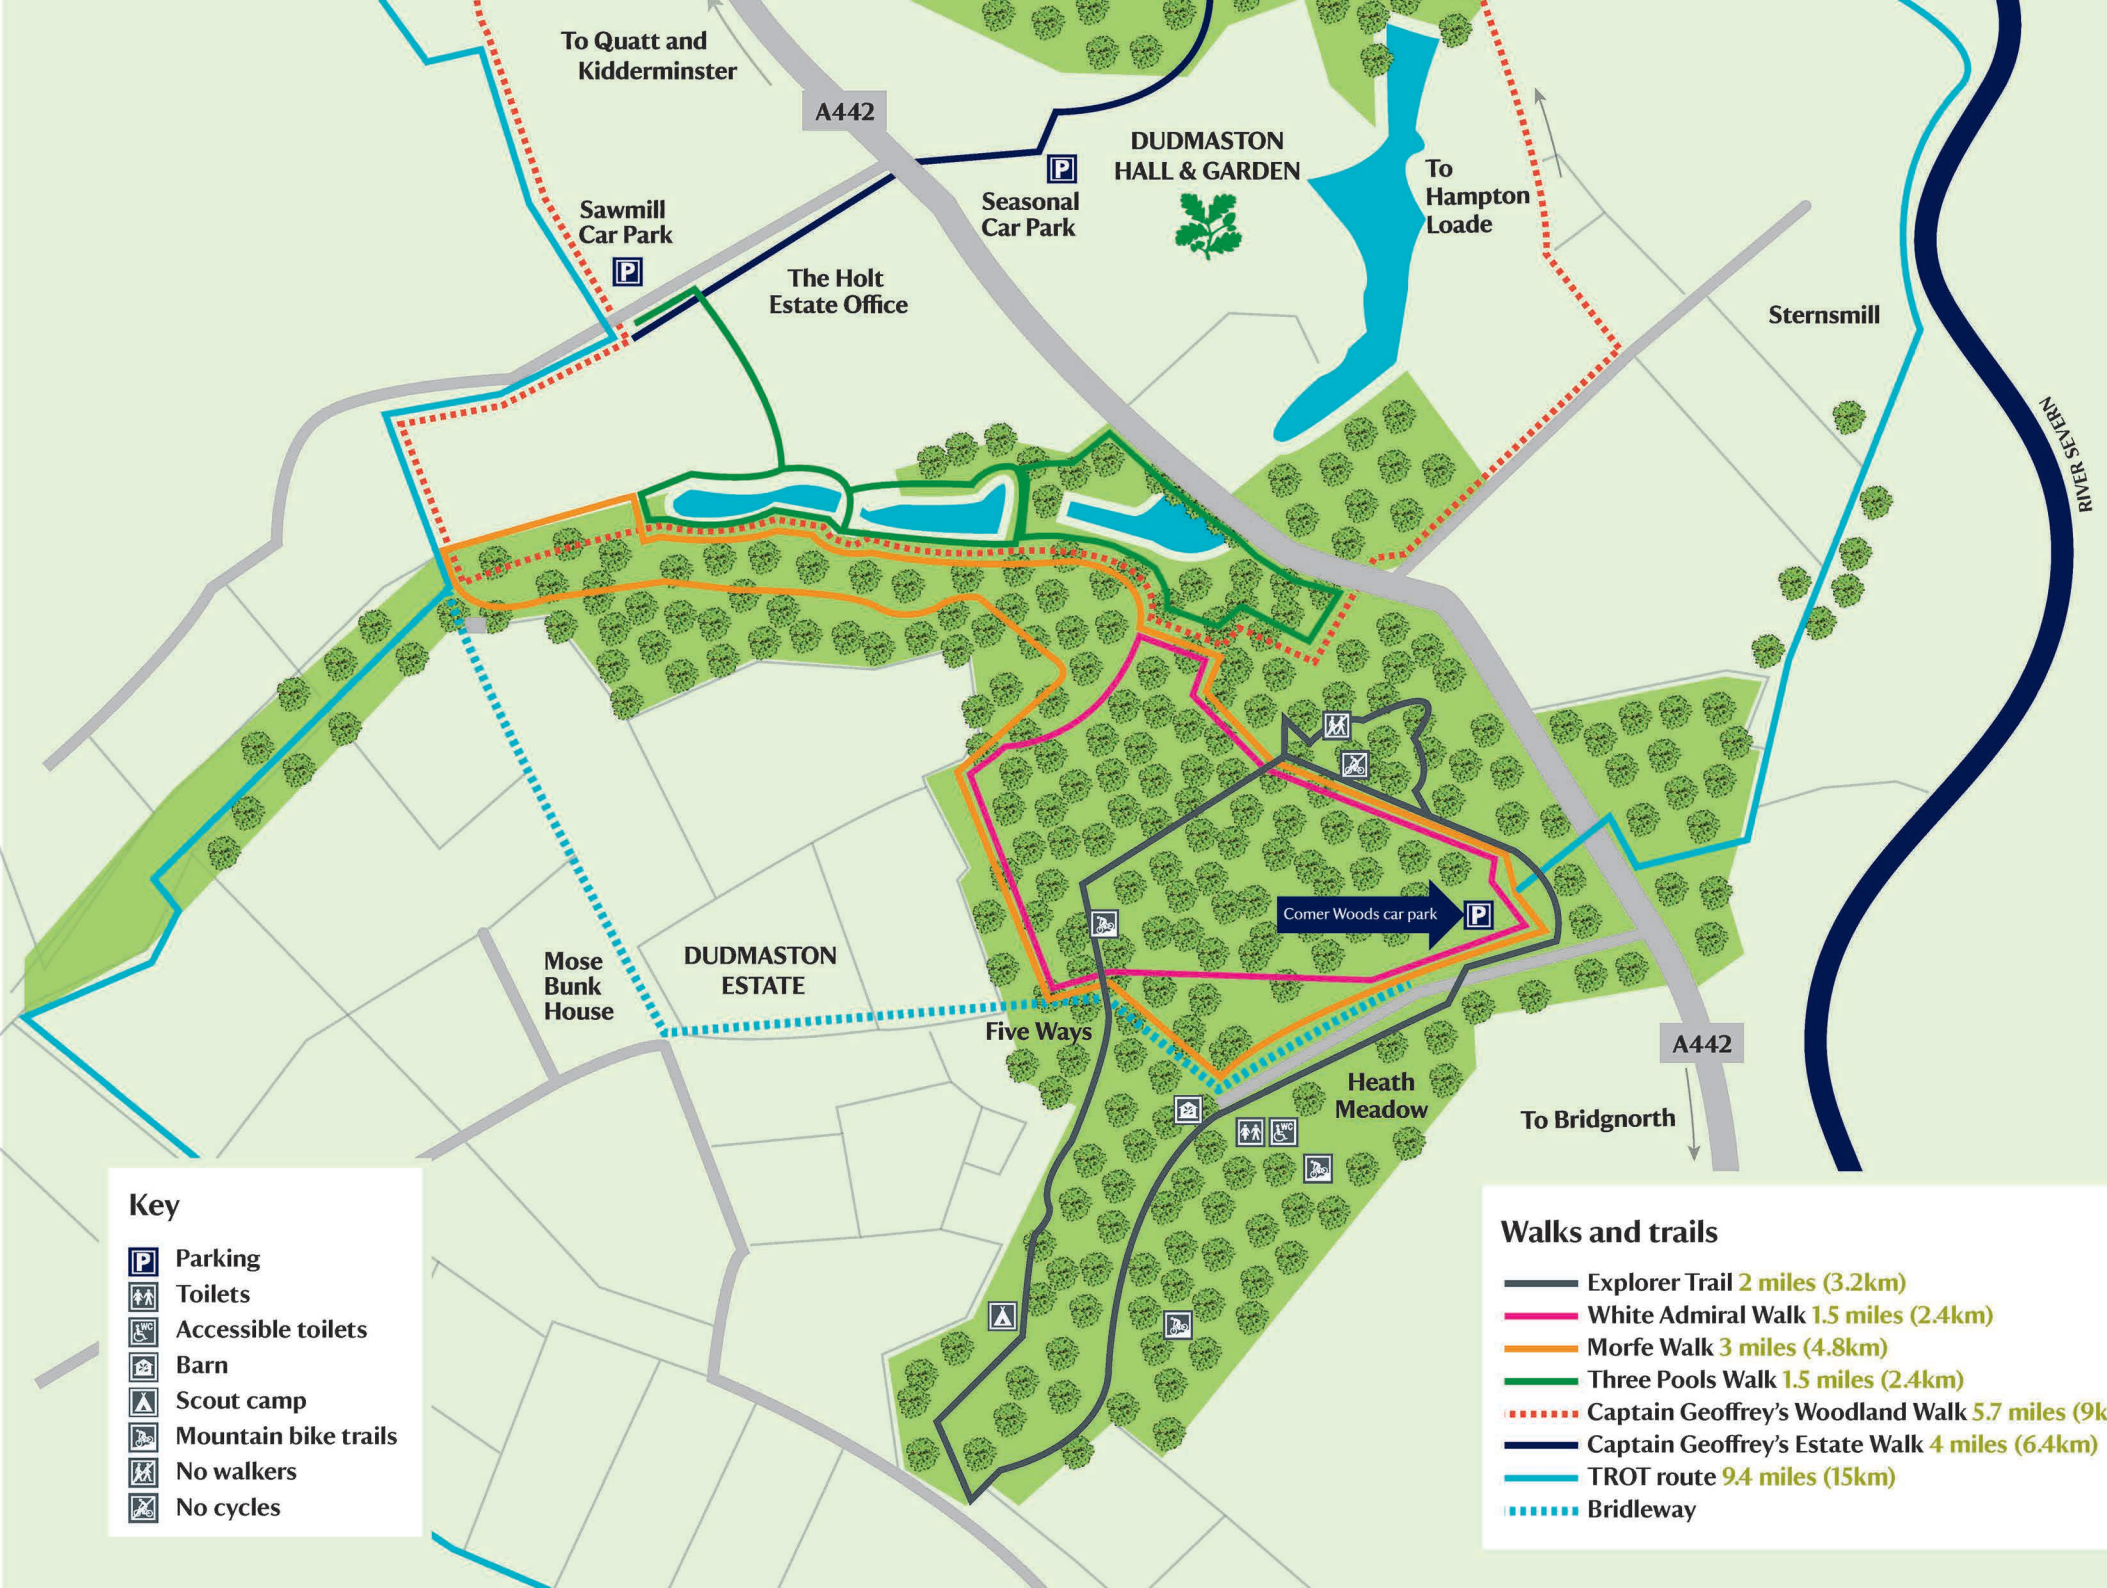 To Quatt and
Kidderminster
A442
DUDMASTON
HALL & GARDEN
To
Hampton
Loade
Sawmill
Car Park
P
P
Seasonal
Car Park
The Holt
Estate Office
Sternsmill
RIVER SEVERN
Comer Woods car park
P
Mose
Bunk
House
DUDMASTON
ESTATE
Five Ways
A442
Heath
Meadow
WC
To Bridgnorth
Key
P Parking
Toilets
WC Accessible toilets
Barn
Scout camp
Mountain bike trails
No walkers
No cycles
Walks and trails
Explorer Trail 2 miles (3.2km)
White Admiral Walk 1.5 miles (2.4km)
Morfe Walk 3 miles (4.8km)
Three Pools Walk 1.5 miles (2.4km)
Captain Geoffrey's Woodland Walk 5.7 miles (9k
Captain Geoffrey's Estate Walk 4 miles (6.4km)
TROT route 9.4 miles (15km)
Bridleway